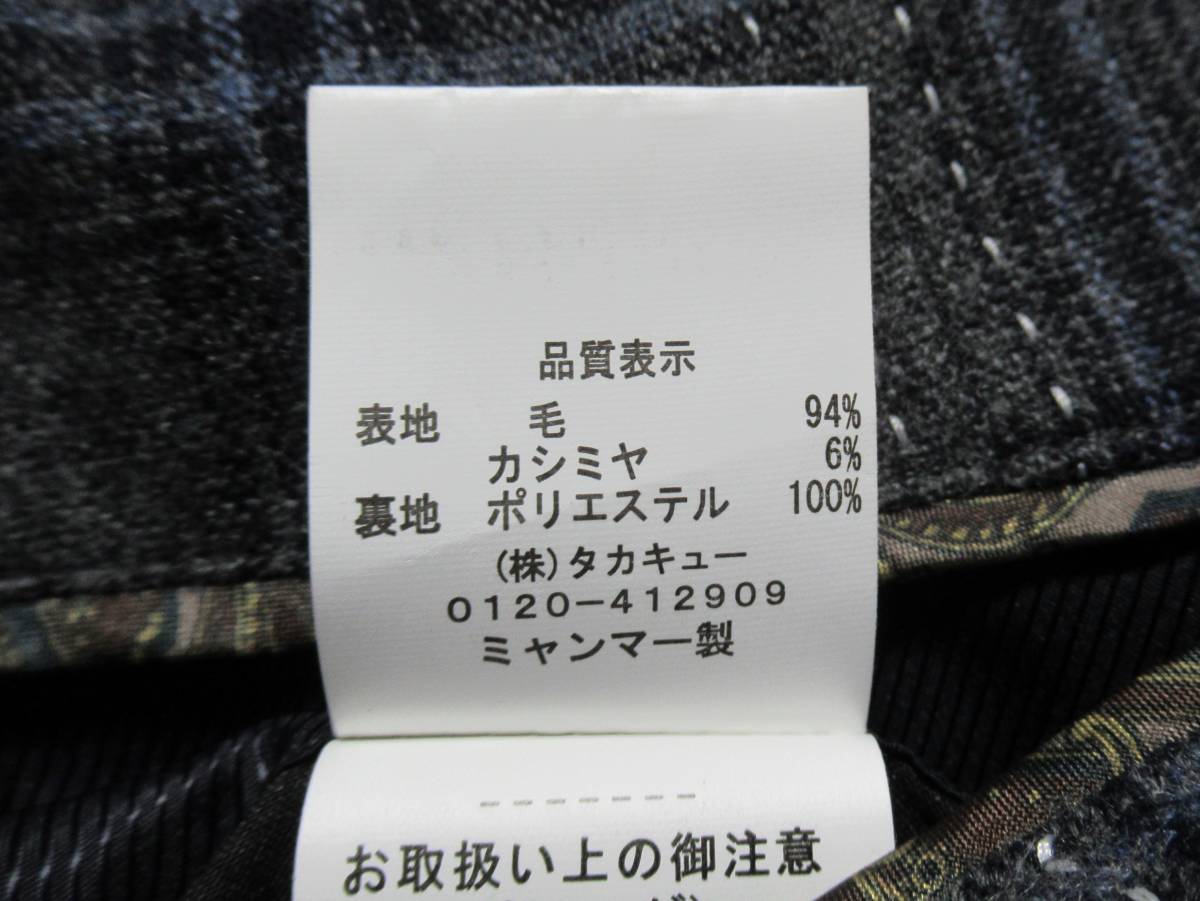 品質表示
表地 毛 94%
カシミヤ 6%
裏地 ポリエステル 100%
(株)タカキュー
0120-412909
ミャンマー製
お取扱い上の御注意